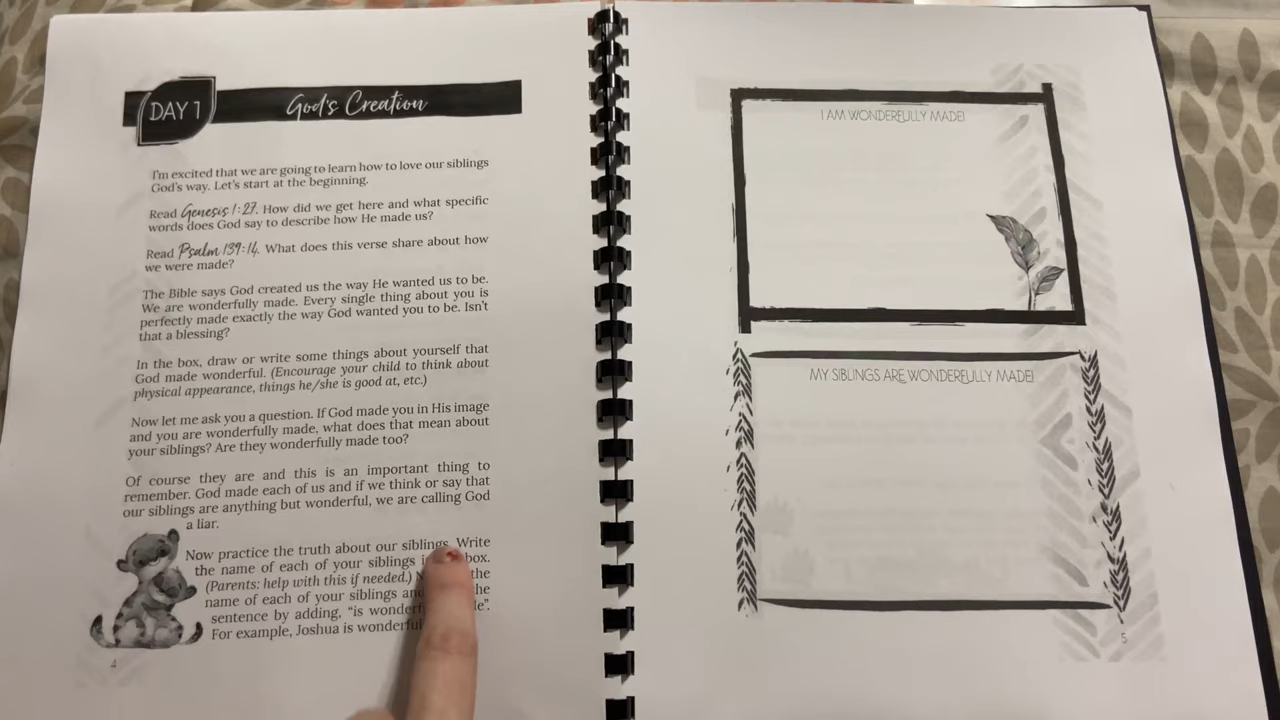 DAY 1
God's Creation
I'm excited that we are going to learn how to love our siblings
God's way. Let's start at the beginning.
Read Genesis 1:27. How did we get here and what specific
words does God say to describe how He made us?
Read Psalm 139:14. What does this verse share about how
we were made?
The Bible says God created us the way He wanted us to be.
We are wonderfully made. Every single thing about you is
perfectly made exactly the way God wanted you to be. Isn't
that a blessing?
In the box, draw or write some things about yourself that
God made wonderful. (Encourage your child to think about
physical appearance, things he/she is good at, etc.)
Now let me ask you a question. If God made you in His image
and you are wonderfully made, what does that mean about
your siblings? Are they wonderfully made too?
Of course they are and this is an important thing to
remember. God made each of us and if we think or say that
our siblings are anything but wonderful, we are calling God
a liar.
Now practice the truth about our siblings. Write
the name of each of your siblings box.
(Parents: help with this if needed.) the
name of each of your siblings the
sentence by adding, "is
For example, Joshua is
4
I AM WONDERFULLY MADE!
MY SIBLINGS ARE WONDERFULLY MADE!
5